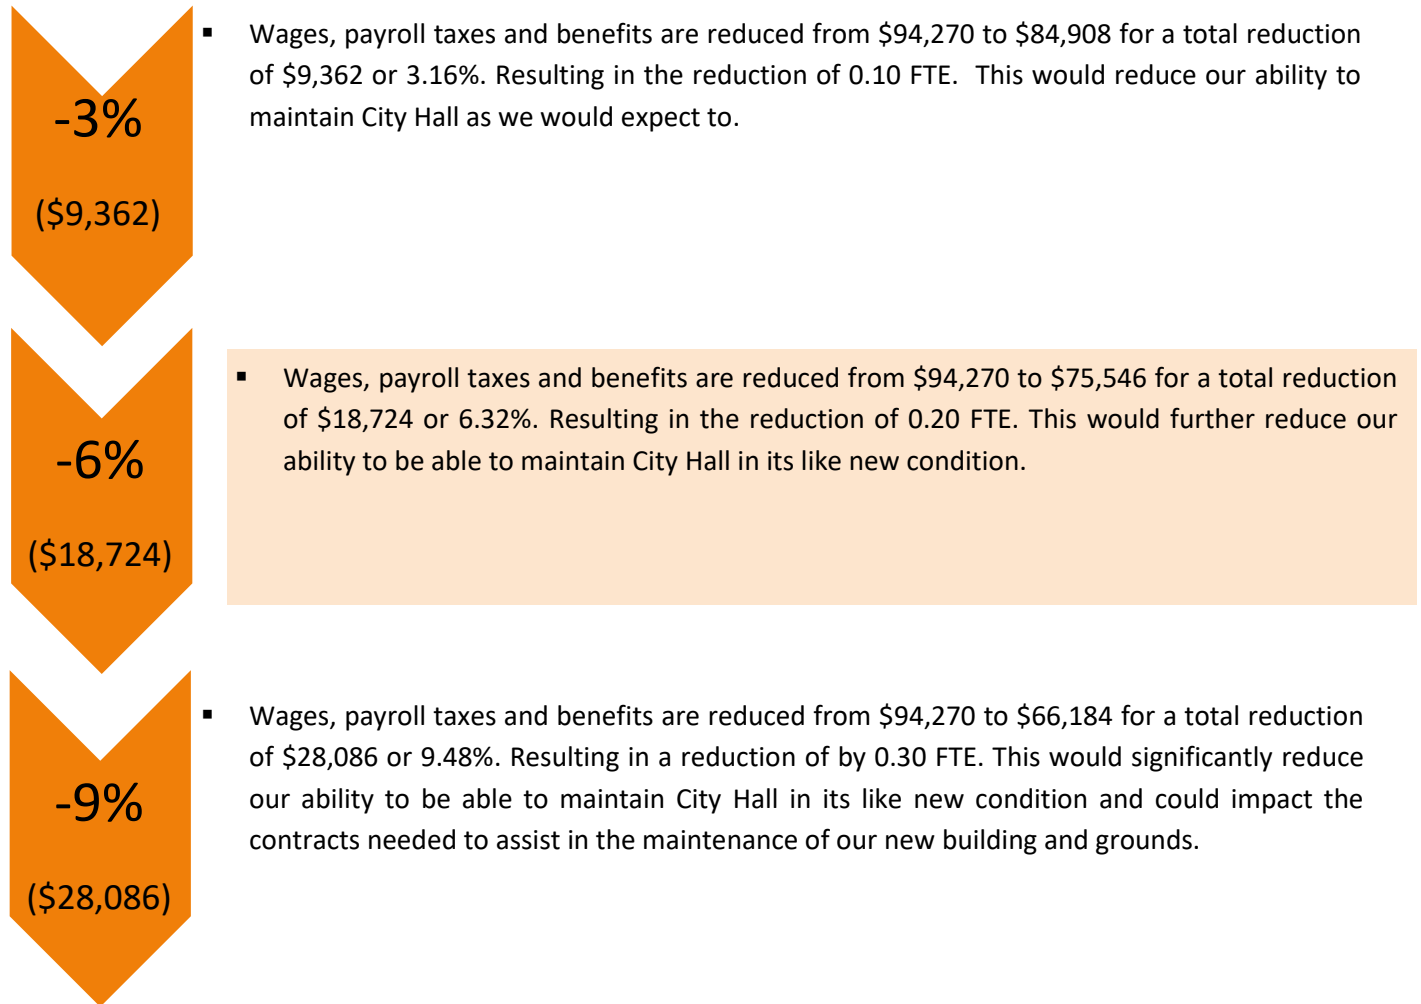 -3%
($9,362)
▪ Wages, payroll taxes and benefits are reduced from $94,270 to $84,908 for a total reduction
of $9,362 or 3.16%. Resulting in the reduction of 0.10 FTE. This would reduce our ability to
maintain City Hall as we would expect to.
-6%
($18,724)
▪ Wages, payroll taxes and benefits are reduced from $94,270 to $75,546 for a total reduction
of $18,724 or 6.32%. Resulting in the reduction of 0.20 FTE. This would further reduce our
ability to be able to maintain City Hall in its like new condition.
-9%
($28,086)
▪ Wages, payroll taxes and benefits are reduced from $94,270 to $66,184 for a total reduction
of $28,086 or 9.48%. Resulting in a reduction of by 0.30 FTE. This would significantly reduce
our ability to be able to maintain City Hall in its like new condition and could impact the
contracts needed to assist in the maintenance of our new building and grounds.